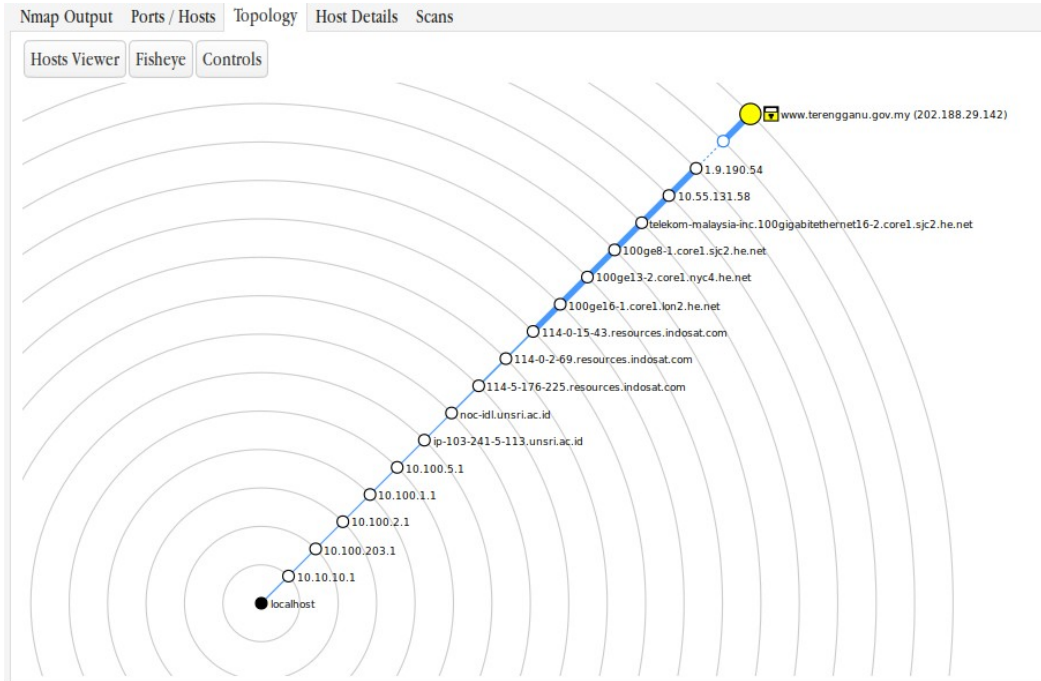 Nmap Output Ports / Hosts Topology Host Details Scans
Hosts Viewer Fisheye Controls
www.terengganu.gov.my (202.188.29.142)
1.9.190.54
10.55.131.58
telekom-malaysia-inc.100gigabitethernet16-2.core1.sjc2.he.net
100ge8-1.core1.sjc2.he.net
100ge13-2.core1.nyc4.he.net
100ge16-1.core1.lon2.he.net
114-0-15-43.resources.indosat.com
114-0-2-69.resources.indosat.com
114-5-176-225.resources.indosat.com
noc-idl.unsri.ac.id
ip-103-241-5-113.unsri.ac.id
10.100.5.1
10.100.1.1
10.100.2.1
10.100.203.1
10.10.10.1
localhost